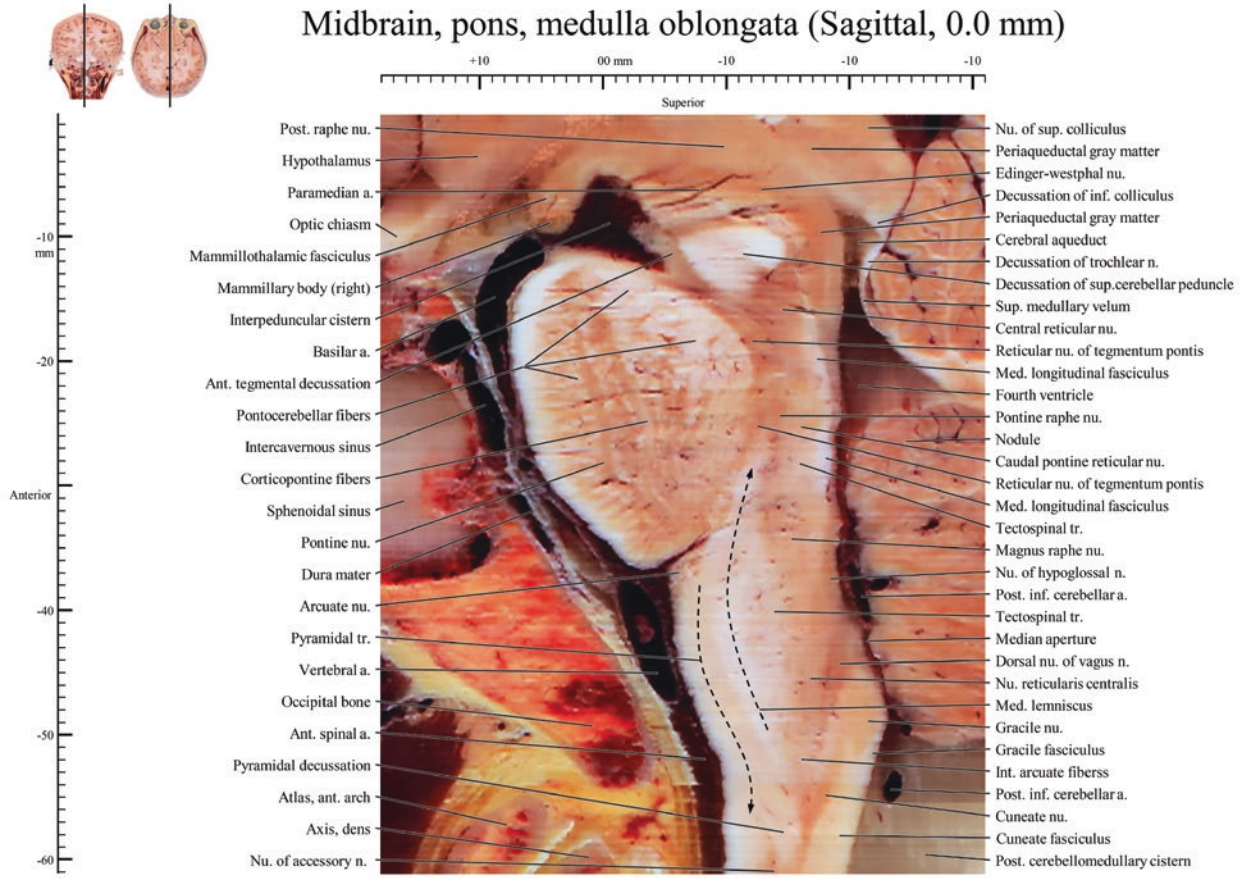 Midbrain, pons, medulla oblongata (Sagittal, 0.0 mm)
+10 00 mm -10 -10 -10
Superior
Post. raphe nu.
Hypothalamus
Paramedian a.
Optic chiasm
Mammillothalamic fasciculus
Mammillary body (right)
Interpeduncular cistern
Basilar a.
Ant. tegmental decussation
Pontocerebellar fibers
Intercavernous sinus
Corticopontine fibers
Sphenoidal sinus
Pontine nu.
Dura mater
Arcuate nu.
Pyramidal tr.
Vertebral a.
Occipital bone
Ant. spinal a.
Pyramidal decussation
Atlas, ant. arch
Axis, dens
Nu. of accessory n.
-10
mm
-20
Anterior
-40
-50
-60
Nu. of sup. colliculus
Periaqueductal gray matter
Edinger-westphal nu.
Decussation of inf. colliculus
Periaqueductal gray matter
Cerebral aqueduct
Decussation of trochlear n.
Decussation of sup.cerebellar peduncle
Sup. medullary velum
Central reticular nu.
Reticular nu. of tegmentum pontis
Med. longitudinal fasciculus
Fourth ventricle
Pontine raphe nu.
Nodule
Caudal pontine reticular nu.
Reticular nu. of tegmentum pontis
Med. longitudinal fasciculus
Tectospinal tr.
Magnus raphe nu.
Nu. of hypoglossal n.
Post. inf. cerebellar a.
Tectospinal tr.
Median aperture
Dorsal nu. of vagus n.
Nu. reticularis centralis
Med. lemniscus
Gracile nu.
Gracile fasciculus
Int. arcuate fiberss
Post. inf. cerebellar a.
Cuneate nu.
Cuneate fasciculus
Post. cerebellomedullary cistern